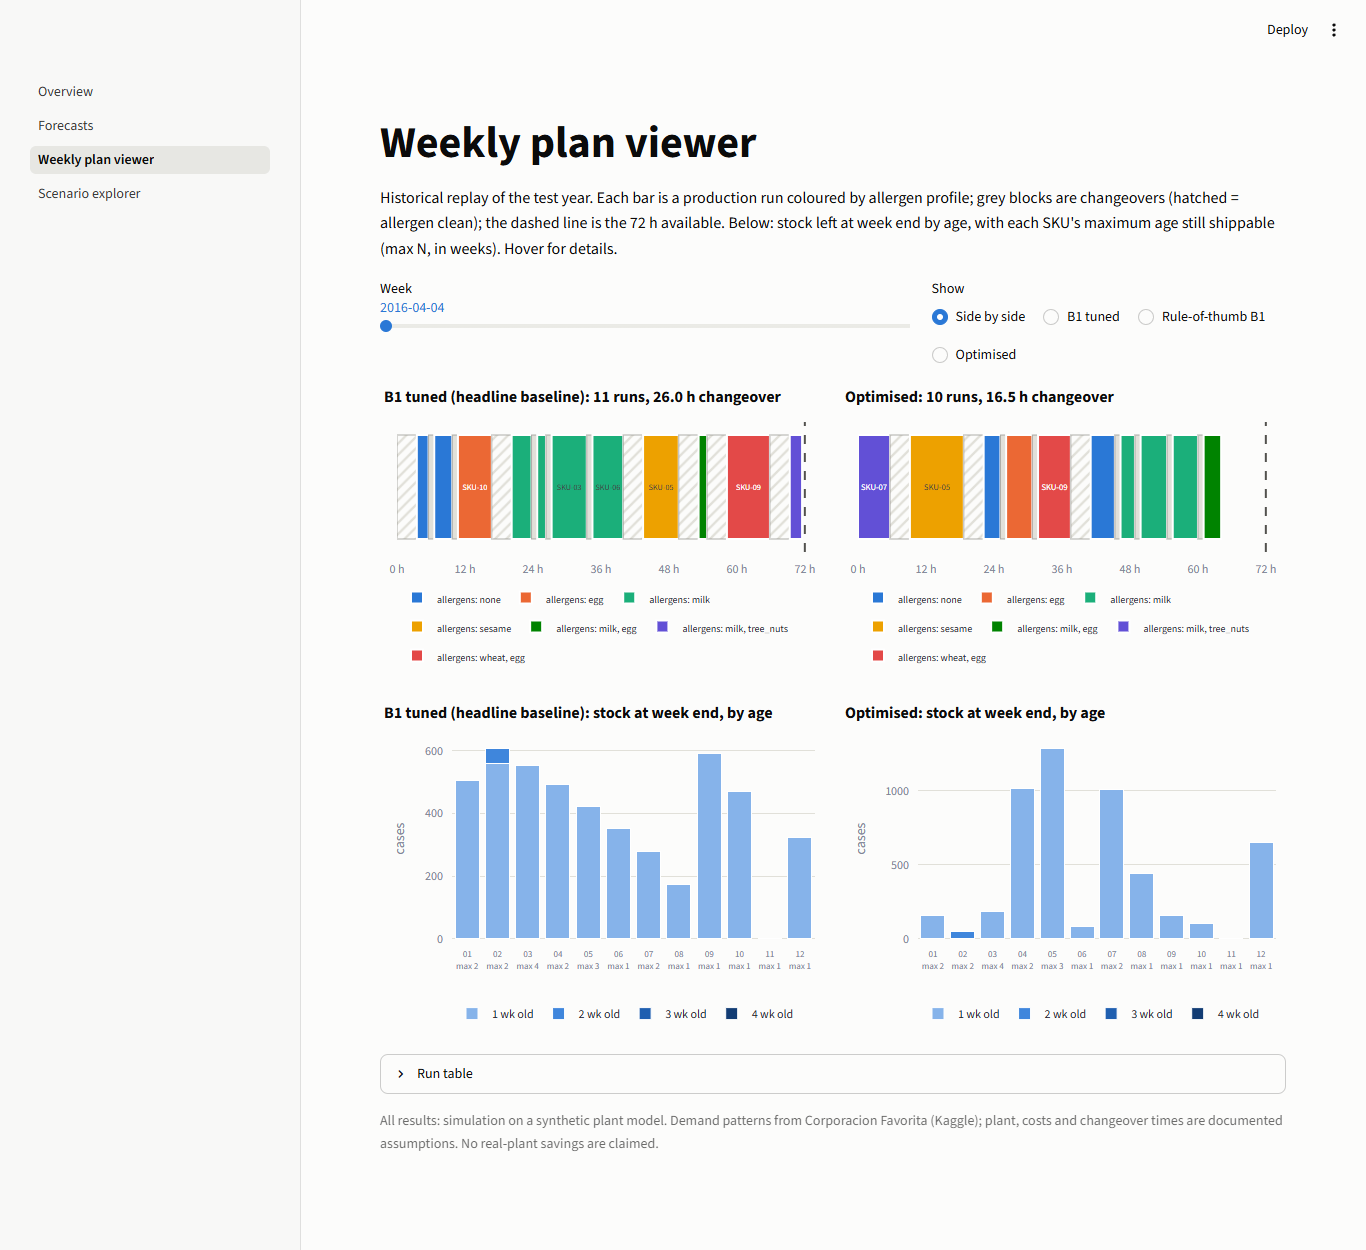 Deploy
Overview
Forecasts
Weekly plan viewer
Scenario explorer
Weekly plan viewer
Historical replay of the test year. Each bar is a production run coloured by allergen profile; grey blocks are changeovers (hatched =
allergen clean); the dashed line is the 72 h available. Below: stock left at week end by age, with each SKU's maximum age still shippable
(max N, in weeks). Hover for details.
Week
2016-04-04
Show
Side by side B1 tuned Rule-of-thumb B1
Optimised
B1 tuned (headline baseline): 11 runs, 26.0 h changeover
SKU-10 SKU-03 SKU-06 SKU-05 SKU-09
0 h 12 h 24 h 36 h 48 h 60 h 72 h
allergens: none allergens: egg allergens: milk
allergens: sesame allergens: milk, egg allergens: milk, tree_nuts
allergens: wheat, egg
Optimised: 10 runs, 16.5 h changeover
SKU-07 SKU-05 SKU-09
0 h 12 h 24 h 36 h 48 h 60 h 72 h
allergens: none allergens: egg allergens: milk
allergens: sesame allergens: milk, egg allergens: milk, tree_nuts
allergens: wheat, egg
B1 tuned (headline baseline): stock at week end, by age
600
400
200
0
cases
01 02 03 04 05 06 07 08 09 10 11 12
max 2 max 2 max 4 max 2 max 3 max 1 max 2 max 1 max 1 max 1 max 1 max 1
1 wk old 2 wk old 3 wk old 4 wk old
Optimised: stock at week end, by age
1000
500
0
cases
01 02 03 04 05 06 07 08 09 10 11 12
max 2 max 2 max 4 max 2 max 3 max 1 max 2 max 1 max 1 max 1 max 1 max 1
1 wk old 2 wk old 3 wk old 4 wk old
Run table
All results: simulation on a synthetic plant model. Demand patterns from Corporacion Favorita (Kaggle); plant, costs and changeover times are documented
assumptions. No real-plant savings are claimed.